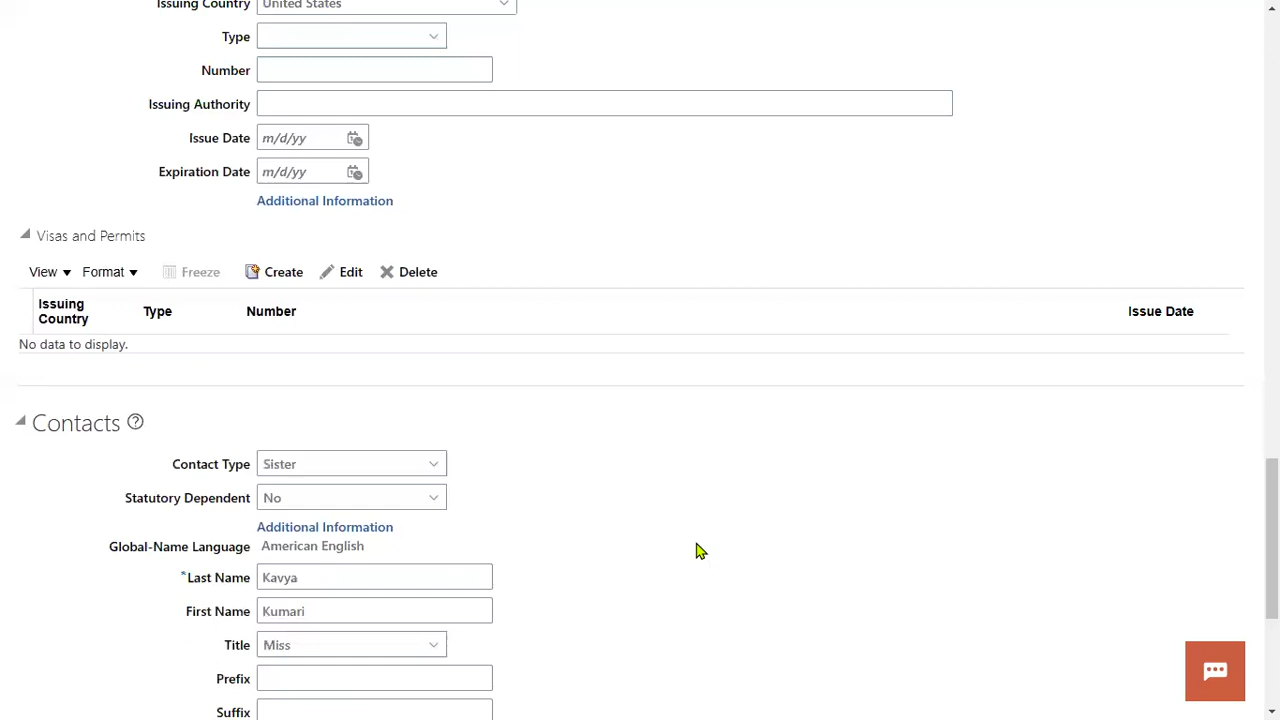 Issuing Country United States
Type
Number
Issuing Authority
Issue Date m/d/yy
Expiration Date m/d/yy
Additional Information
Visas and Permits
View Format Freeze Create Edit Delete
Issuing Country Type Number Issue Date
No data to display.
Contacts
Contact Type Sister
Statutory Dependent No
Additional Information
Global-Name Language American English
*Last Name Kavya
First Name Kumari
Title Miss
Prefix
Suffix